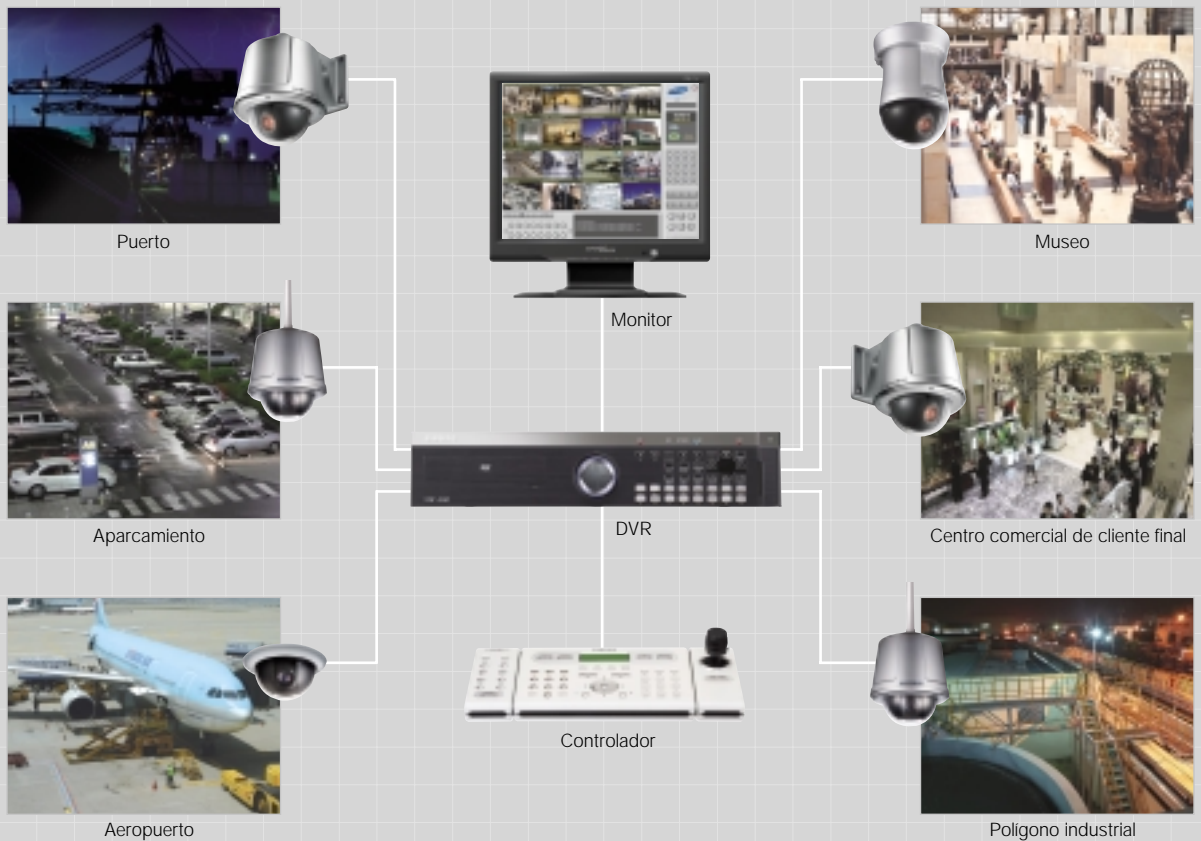 Puerto
Museo
Monitor
Aparcamiento
DVR
Centro comercial de cliente final
Controlador
Aeropuerto
Polígono industrial